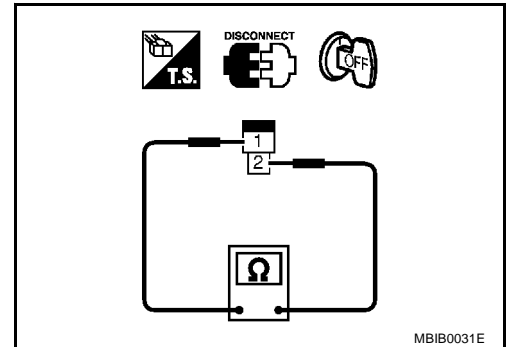 DISCONNECT
T.S.
OFF
1
2
Ω
MBIB0031E